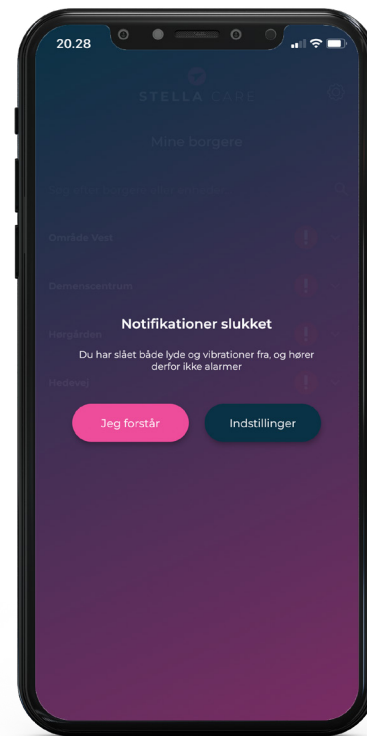 20.28
STELLA CARE
Mine borgere
Område Vest
Demenscentrum
Hørgården
Hedevej
Notifikationer slukket
Du har slået både lyde og vibrationer fra, og hører
derfor ikke alarmer
Jeg forstår
Indstillinger